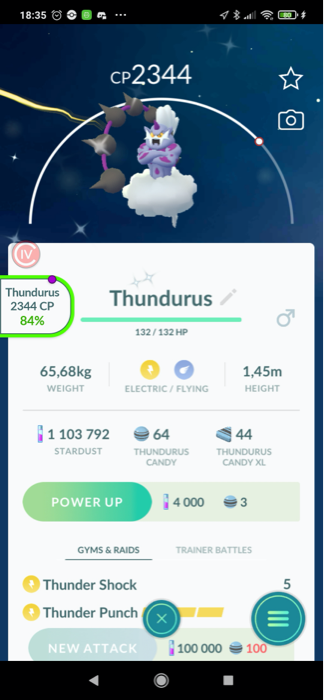 18:35
80
CP2344
IV
Thundurus
2344 CP
84%
Thundurus
132 / 132 HP
65,68kg
WEIGHT
ELECTRIC / FLYING
1,45m
HEIGHT
1 103 792
STARDUST
64
THUNDURUS
CANDY
44
THUNDURUS
CANDY XL
POWER UP
4 000
3
GYMS & RAIDS
TRAINER BATTLES
Thunder Shock
5
Thunder Punch
NEW ATTACK
100 000
100